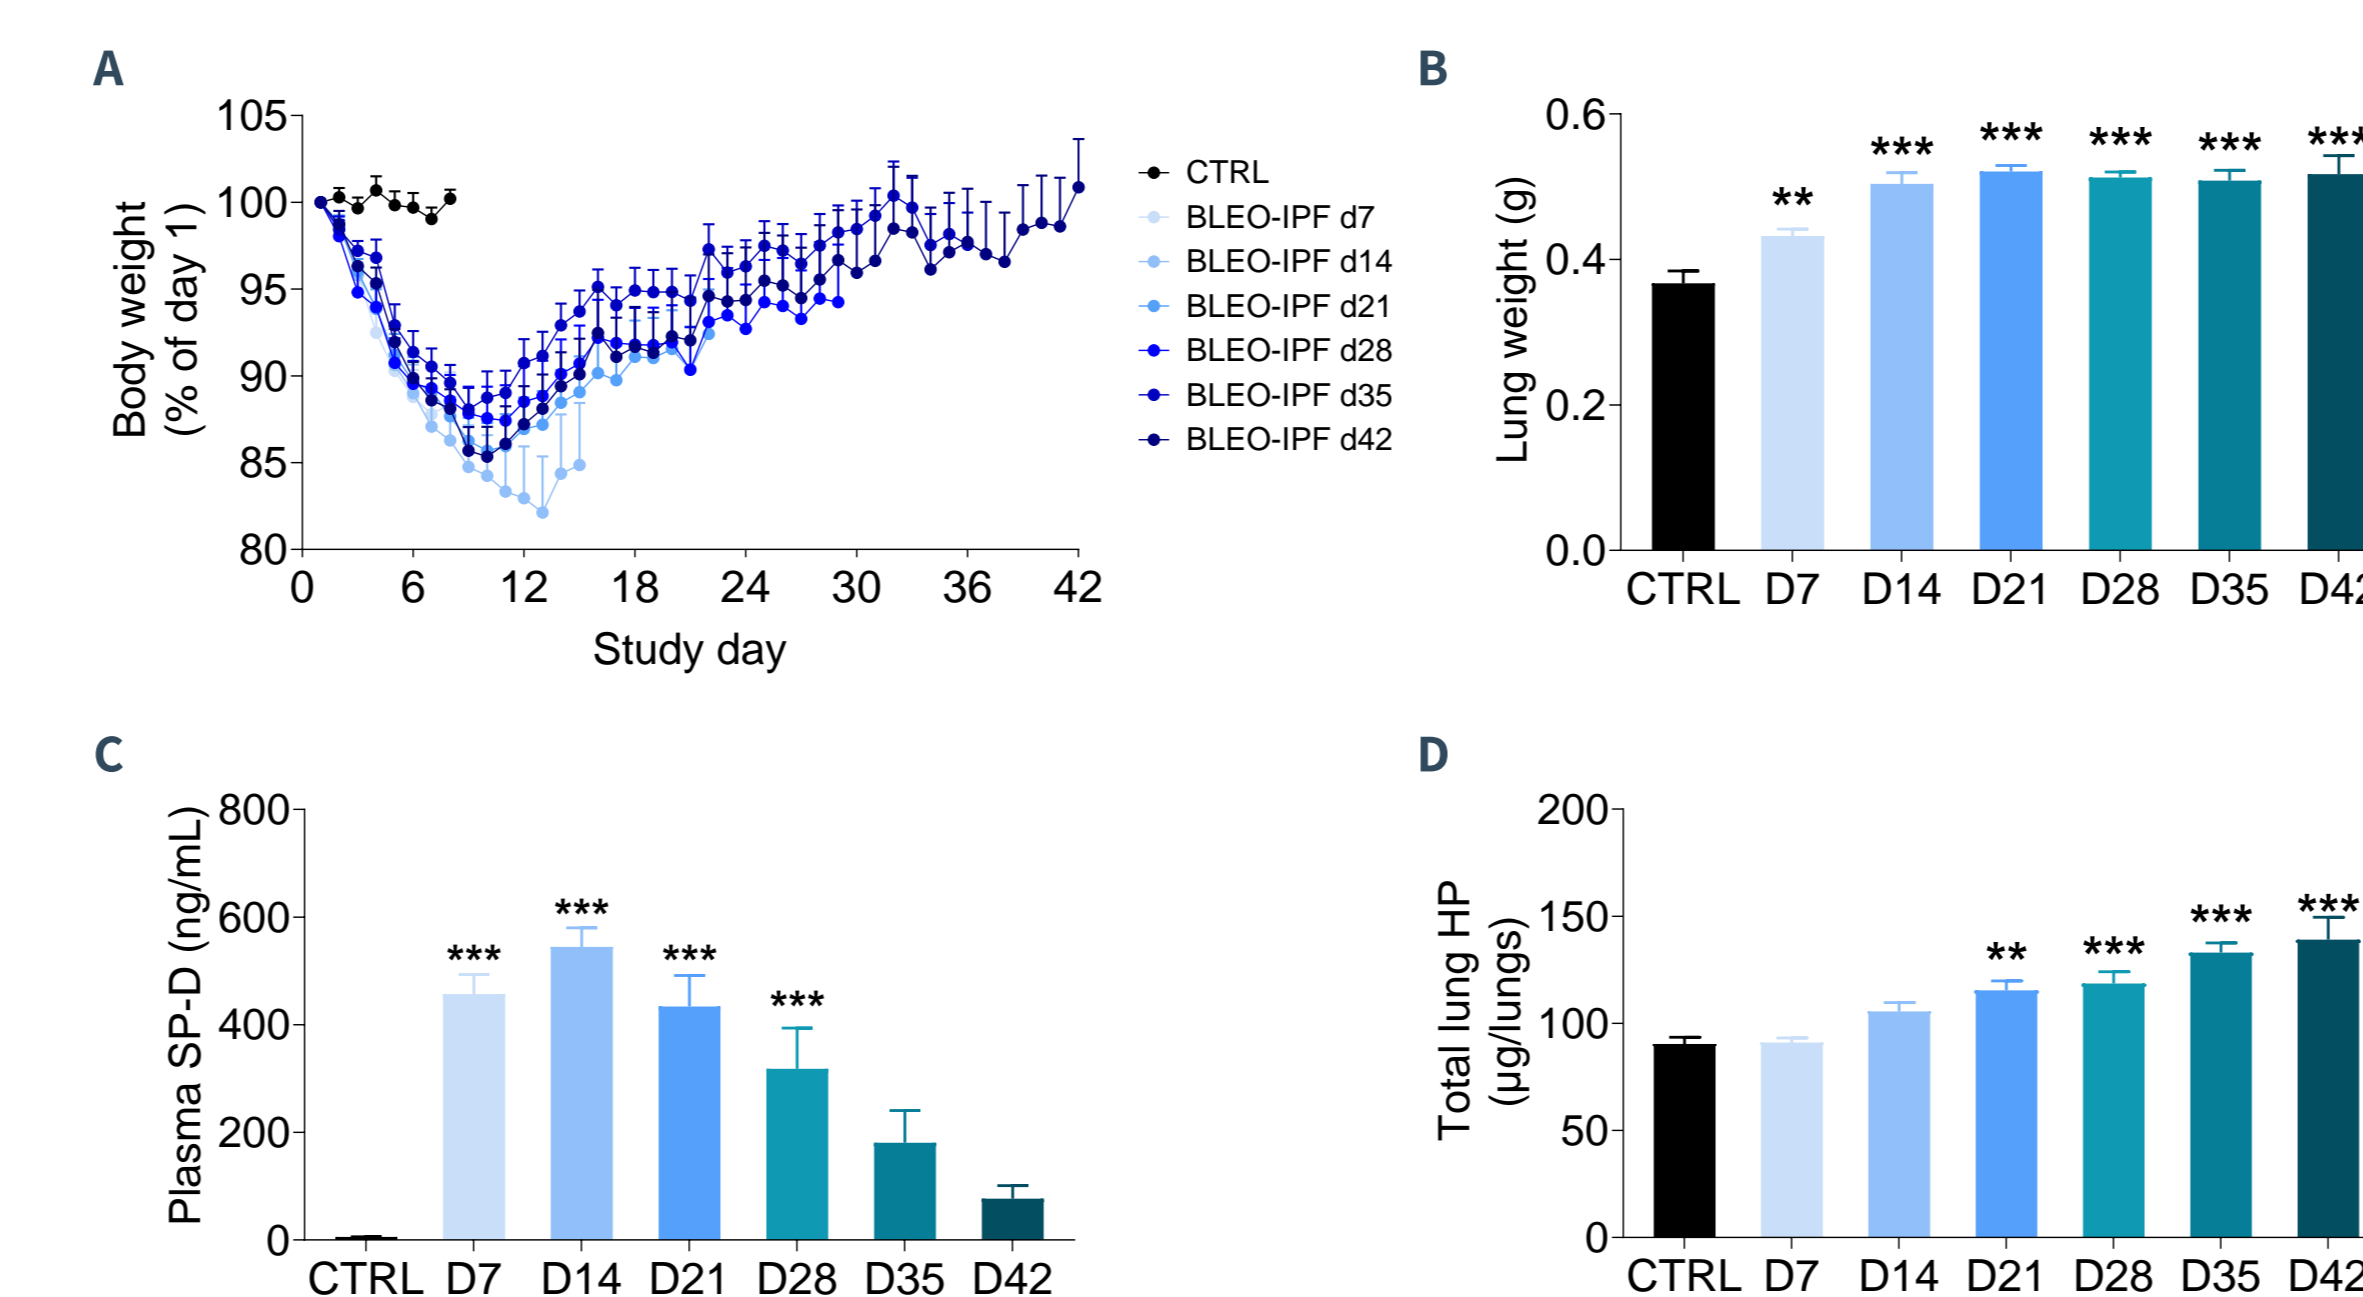 A
Body weight
(% of day 1)
105
100
95
90
85
80
0 6 12 18 24 30 36 42
Study day
CTRL
BLEO-IPF d7
BLEO-IPF d14
BLEO-IPF d21
BLEO-IPF d28
BLEO-IPF d35
BLEO-IPF d42
B
Lung weight (g)
0.6
0.4
0.2
0.0
** *** *** *** *** ***
CTRL D7 D14 D21 D28 D35 D42
C
Plasma SP-D (ng/mL)
800
600
400
200
0
*** *** *** ***
CTRL D7 D14 D21 D28 D35 D42
D
Total lung HP
(µg/lungs)
200
150
100
50
0
** *** *** ***
CTRL D7 D14 D21 D28 D35 D42